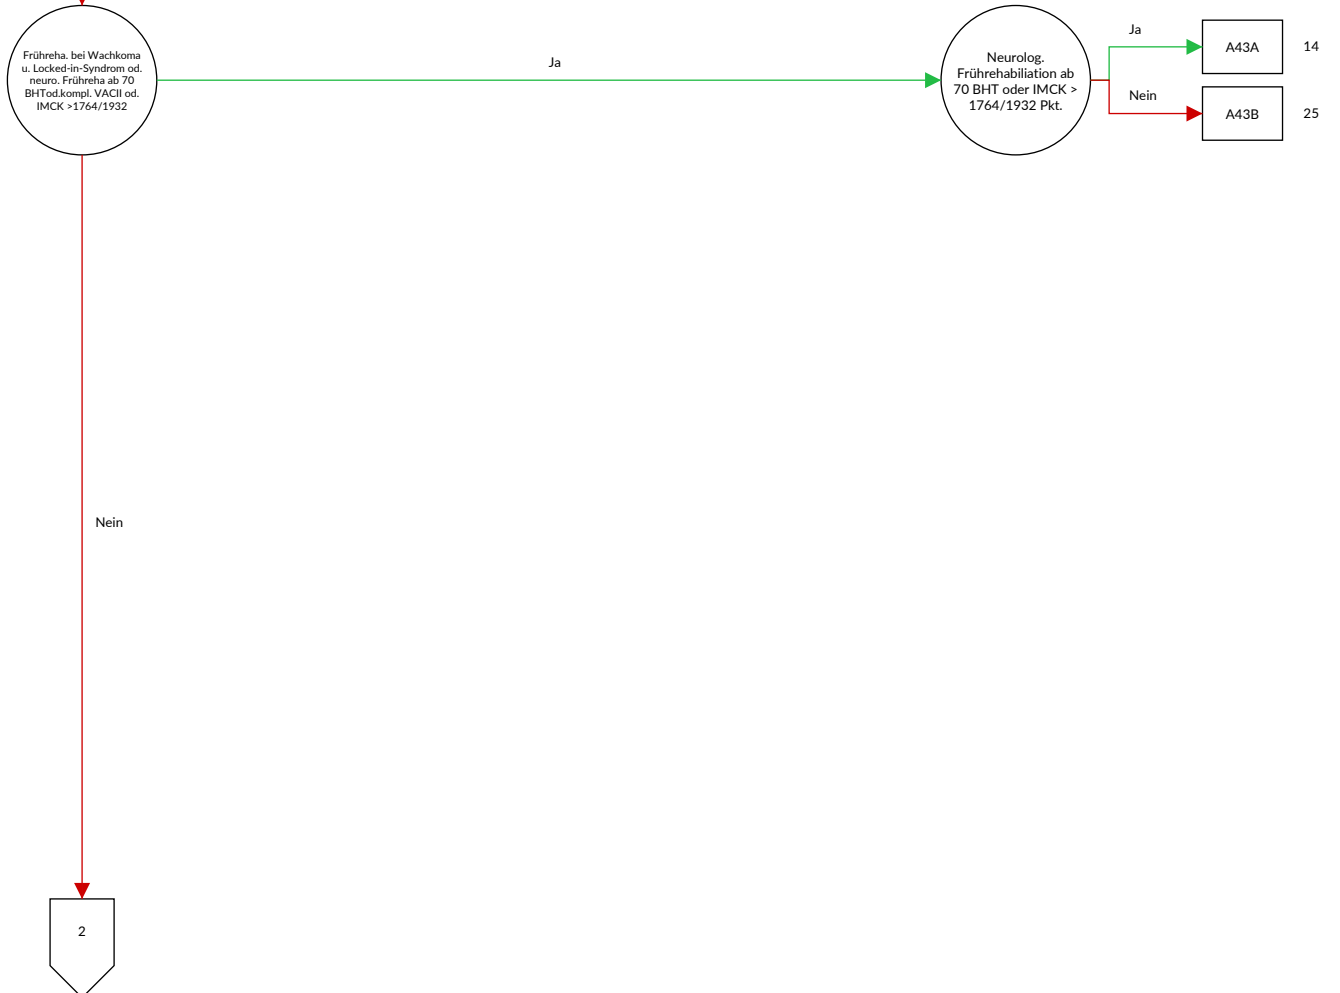 Frühreha. bei Wachkoma
u. Locked-in-Syndrom od.
neuro. Frühreha ab 70
BHTod.kompl. VACII od.
IMCK >1764/1932
Ja
Neurolog.
Frührehabiliation ab
70 BHT oder IMCK >
1764/1932 Pkt.
Ja
A43A
14
Nein
A43B
25
Nein
2